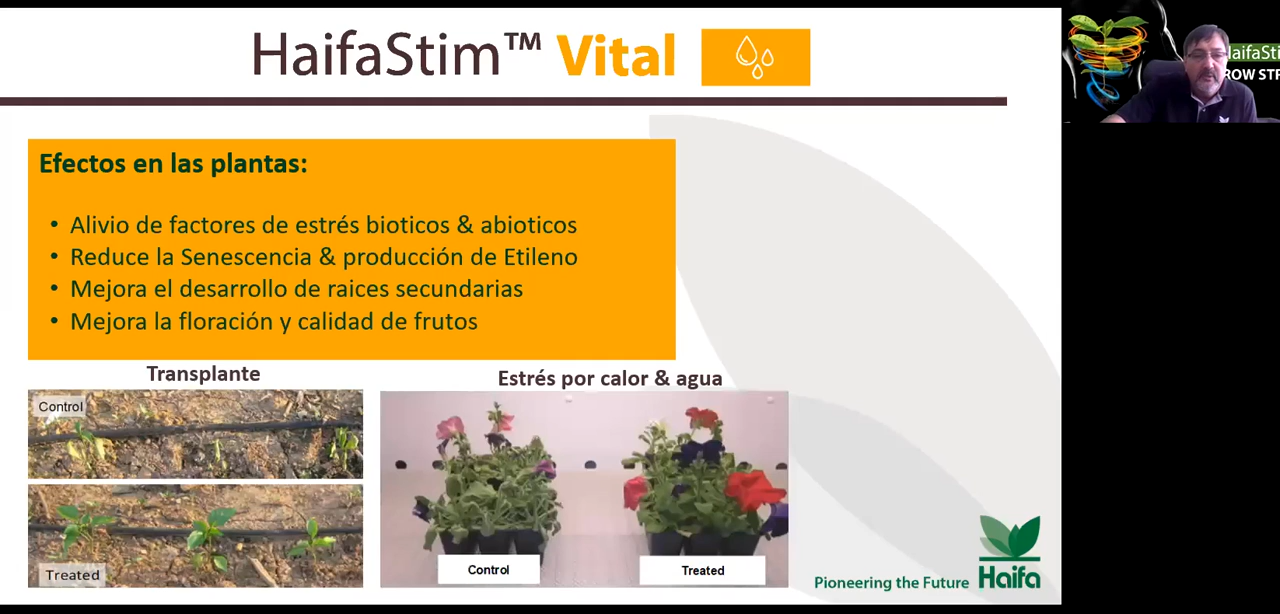 HaifaStim™ Vital
Efectos en las plantas:
• Alivio de factores de estrés bioticos & abioticos
• Reduce la Senescencia & producción de Etileno
• Mejora el desarrollo de raices secundarias
• Mejora la floración y calidad de frutos
Transplante
Estrés por calor & agua
Control
Treated
Control
Treated
Pioneering the Future
Haifa